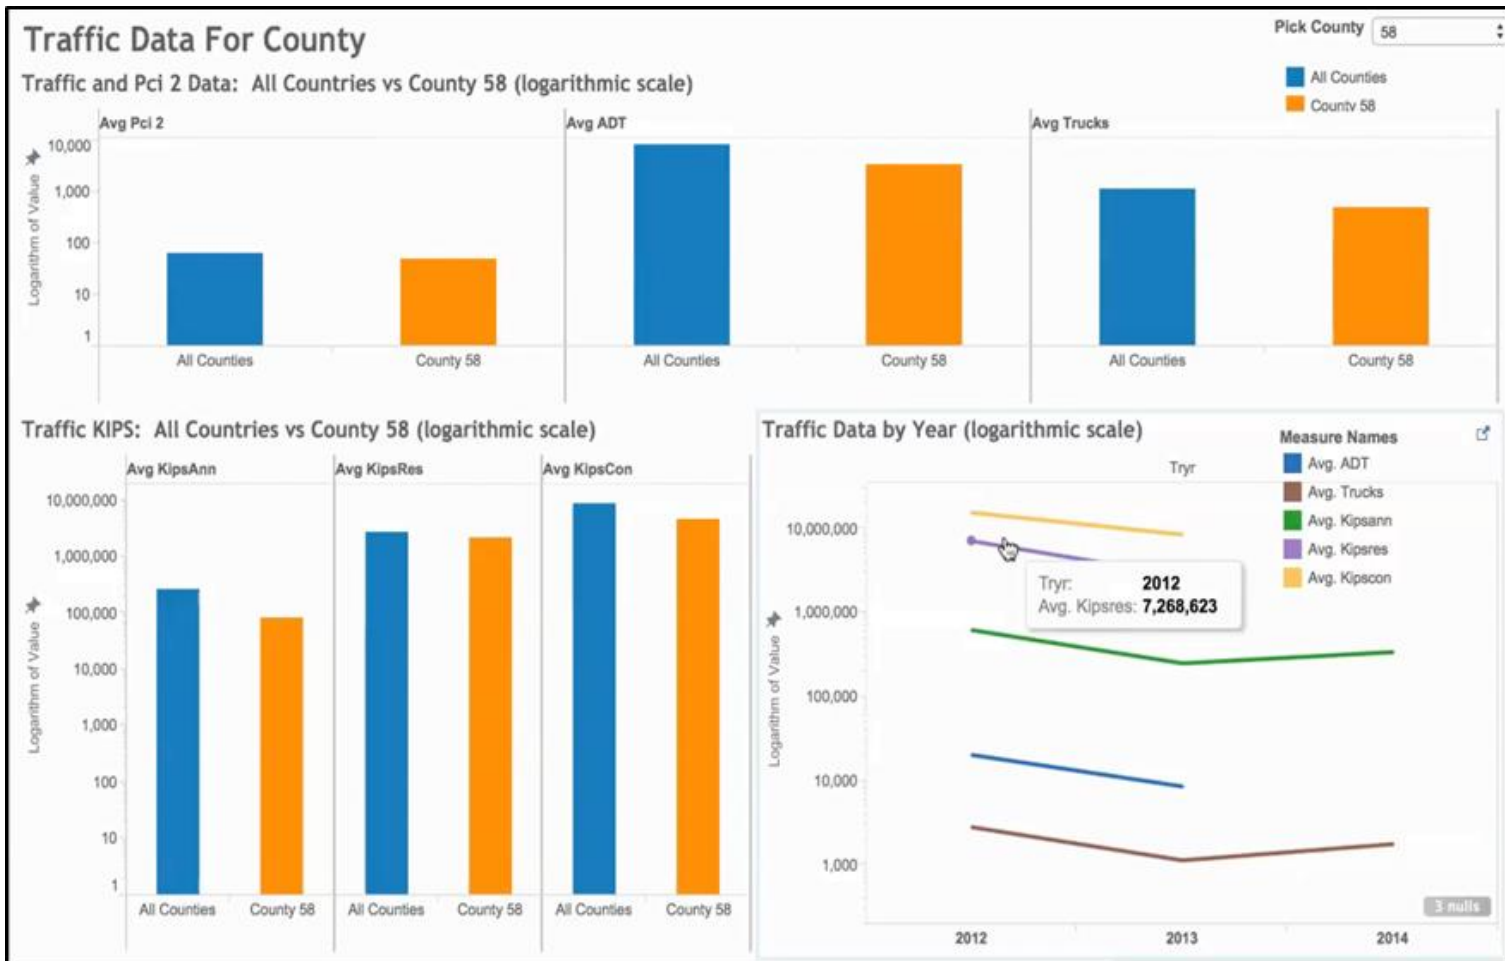 Traffic Data For County
Pick County 58
Traffic and Pci 2 Data: All Countries vs County 58 (logarithmic scale)
All Counties
County 58
Avg Pci 2
Avg ADT
Avg Trucks
Logarithm of Value
10,000
1,000
100
10
1
All Counties County 58 All Counties County 58 All Counties County 58
Traffic KIPS: All Countries vs County 58 (logarithmic scale)
Avg KipsAnn Avg KipsRes Avg KipsCon
Logarithm of Value
10,000,000
1,000,000
100,000
10,000
1,000
100
10
1
All Counties County 58 All Counties County 58 All Counties County 58
Traffic Data by Year (logarithmic scale)
Measure Names
Avg. ADT
Avg. Trucks
Avg. Kipsann
Avg. Kipsres
Avg. Kipscon
Tryr
Logarithm of Value
10,000,000
1,000,000
100,000
10,000
1,000
Tryr: 2012
Avg. Kipsres: 7,268,623
3 nulls
2012 2013 2014